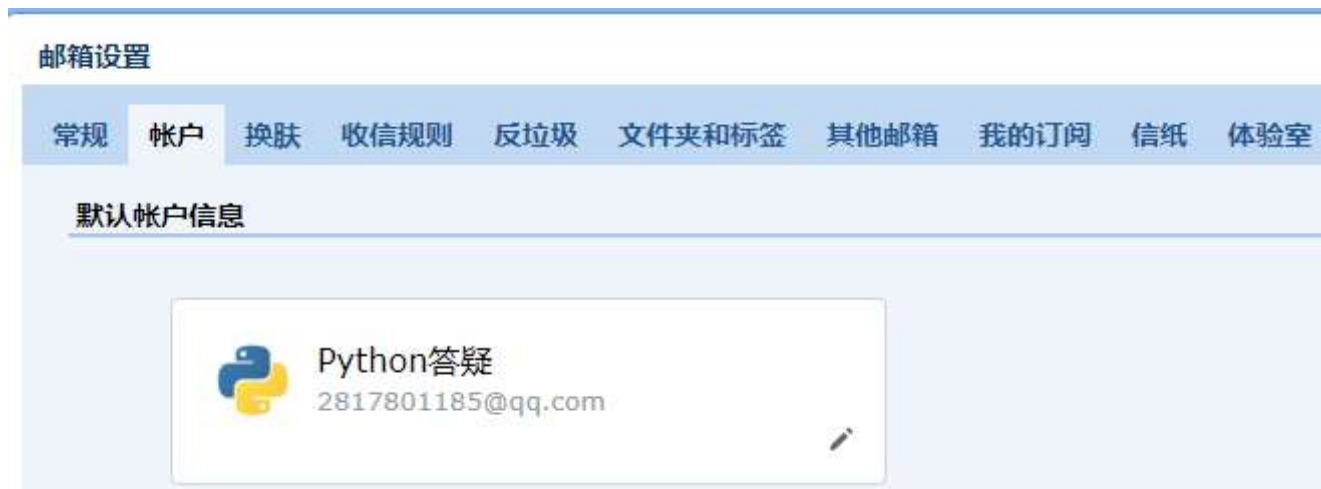 邮箱设置
常规 帐户 换肤 收信规则 反垃圾 文件夹和标签 其他邮箱 我的订阅 信纸 体验室
默认帐户信息
Python答疑
2817801185@qq.com